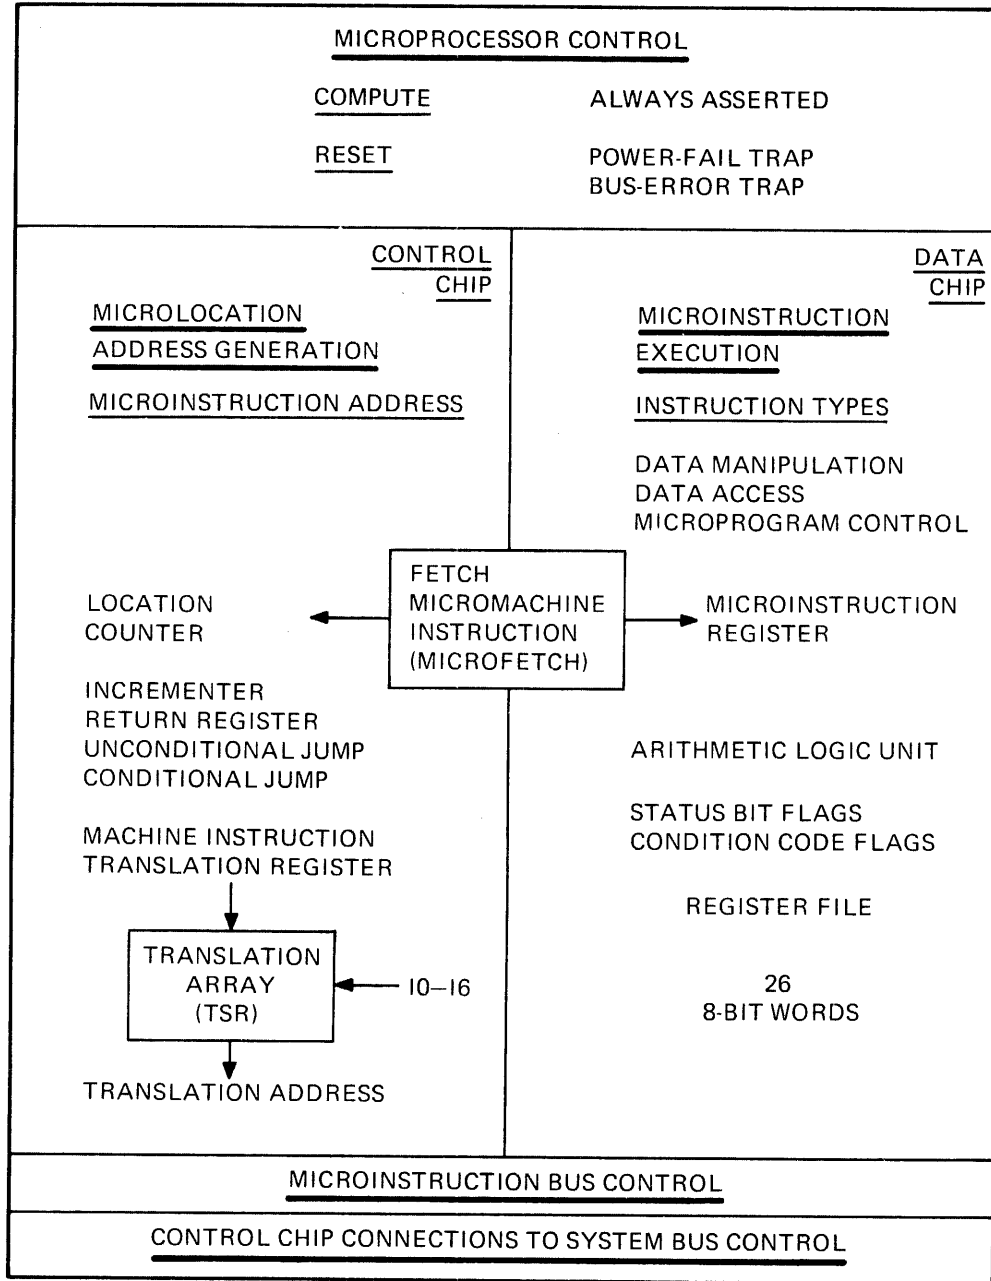 MICROPROCESSOR CONTROL
COMPUTE ALWAYS ASSERTED
RESET POWER-FAIL TRAP
BUS-ERROR TRAP
CONTROL
CHIP
MICROLOCATION
ADDRESS GENERATION
MICROINSTRUCTION ADDRESS
LOCATION
COUNTER
INCREMENTER
RETURN REGISTER
UNCONDITIONAL JUMP
CONDITIONAL JUMP
MACHINE INSTRUCTION
TRANSLATION REGISTER
TRANSLATION
ARRAY
(TSR)
I0–I6
TRANSLATION ADDRESS
FETCH
MICROMACHINE
INSTRUCTION
(MICROFETCH)
DATA
CHIP
MICROINSTRUCTION
EXECUTION
INSTRUCTION TYPES
DATA MANIPULATION
DATA ACCESS
MICROPROGRAM CONTROL
MICROINSTRUCTION
REGISTER
ARITHMETIC LOGIC UNIT
STATUS BIT FLAGS
CONDITION CODE FLAGS
REGISTER FILE
26
8-BIT WORDS
MICROINSTRUCTION BUS CONTROL
CONTROL CHIP CONNECTIONS TO SYSTEM BUS CONTROL